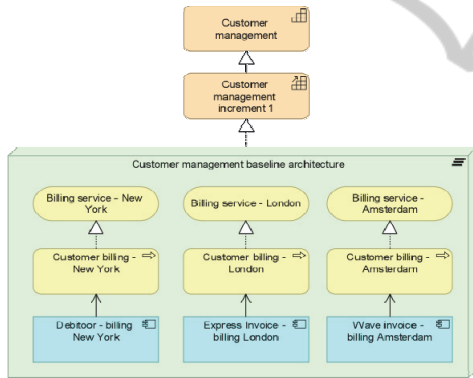 Customer
management
Customer
management
increment 1
Customer management baseline architecture
Billing service – New
York
Billing service - London
Billing service -
Amsterdam
Customer billing -
New York
Customer billing -
London
Customer billing -
Amsterdam
Debitoor - billing
New York
Express Invoice -
billing London
Wave invoice -
billing Amsterdam